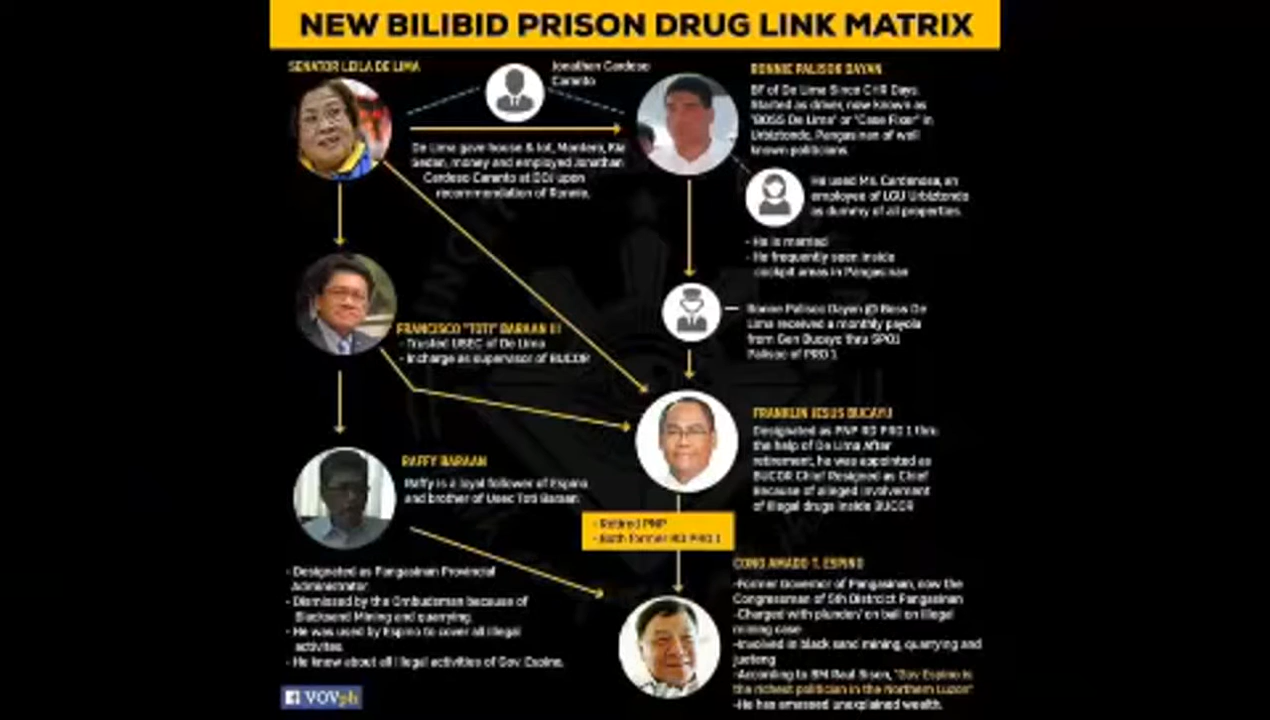 NEW BILIBID PRISON DRUG LINK MATRIX
SENATOR LEILA DE LIMA
Jonathan Cardeso
Caranto
De Lima gave house & lot, Montero, Kia
Sedan, money and employed Jonathan
Cardeso Caranto at DOJ upon
recommendation of Ronnie.
RONNIE PALISOK DAYAN
BF of De Lima Since CHR Days.
Started as driver, now known as
"BOSS De Lima" or "Case Fixer" in
Urbiztondo, Pangasinan of well
known politicians.
He used Ms. Cardenosa, an
employee of LGU Urbiztondo
as dummy of all properties.
- He is married
- He frequently seen inside
cockpit areas in Pangasinan
FRANCISCO "TOTI" BARAAN III
- Trusted USEC of De Lima
- Incharge as supervisor of BUCOR
Ronnie Palisoc Dayan @ Boss De
Lima received a monthly payola
from Gen Bucayu thru SPO1
Palisoc of PRO 1
FRANKLIN JESUS BUCAYU
Designated as PNP RD PRO 1 thru
the help of De Lima After
retirement, he was appointed as
BUCOR Chief Resigned as Chief
Because of alleged involvement
of illegal drugs inside BUCOR
RAFFY BARAAN
Raffy is a loyal follower of Espino
and brother of Usec Toti Baraan.
- Retired PNP
- Both former RD PRO 1
- Designated as Pangasinan Provincial
Administrator
- Dismissed by the Ombudsman because of
Blacksand Mining and quarrying.
- He was used by Espino to cover all illegal
activites.
- He knew about all illegal activities of Gov. Espino.
CONG AMADO T. ESPINO
-Former Governor of Pangasinan, now the
Congressman of 5th Distrcict Pangasinan
-Charged with plunder/ on bail on illegal
mining case
-Involved in black sand mining, quarrying and
jueteng
-According to BM Raul Sison, "Gov Espino is
the richest politician in the Northern Luzon"
-He has amassed unexplained wealth.
VOVph